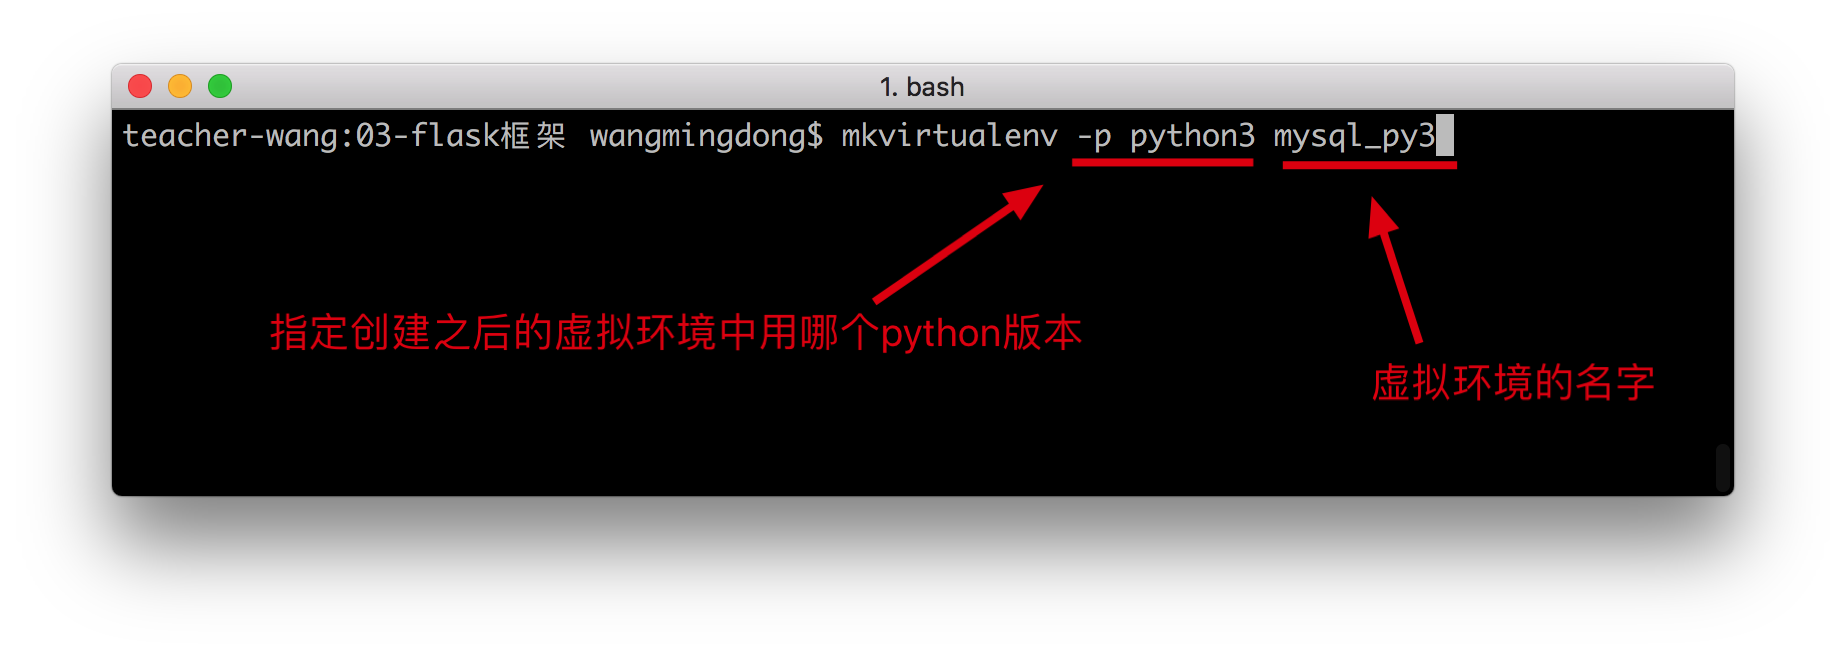 1. bash
teacher-wang:03-flask框架 wangmingdong$ mkvirtualenv -p python3 mysql_py3
指定创建之后的虚拟环境中用哪个python版本
虚拟环境的名字